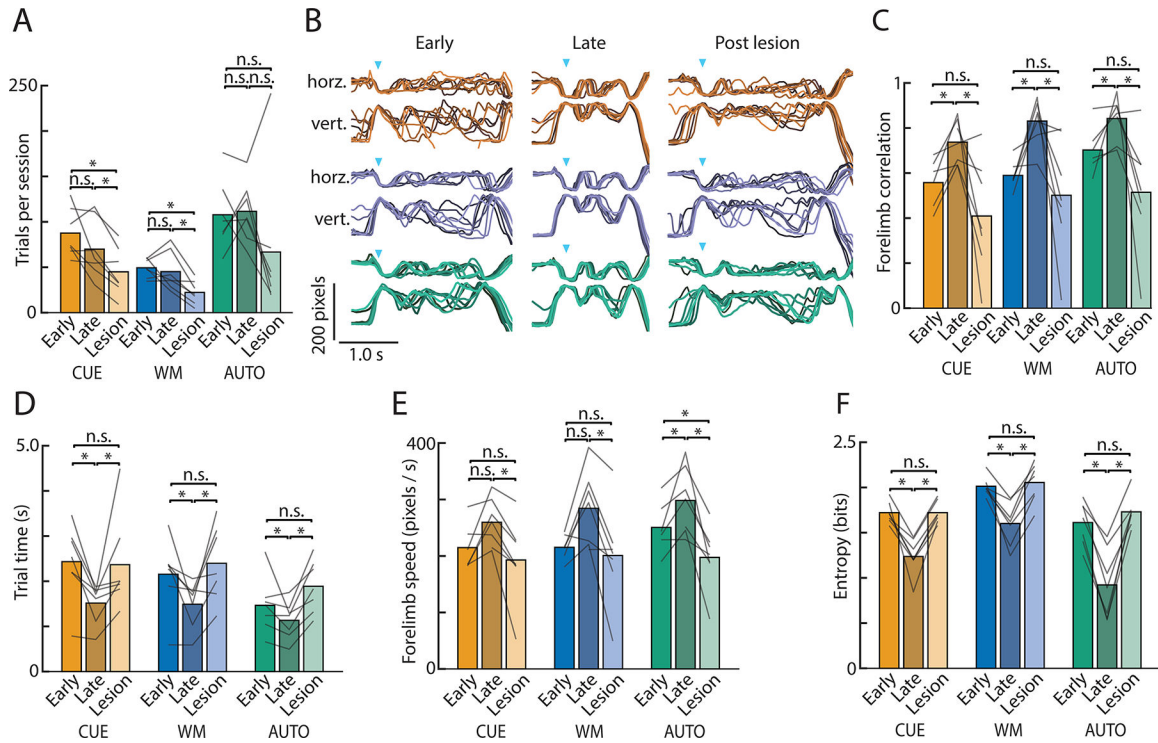 A
250
Trials per session
0
n.s.
n.s. n.s.
*
n.s. *
*
n.s. *
Early Late Lesion Early Late Lesion Early Late Lesion
CUE WM AUTO
B
Early Late Post lesion
horz.
vert.
horz.
vert.
200 pixels
1.0 s
C
1
Forelimb correlation
0
n.s. n.s. n.s.
* * * * * *
Early Late Lesion Early Late Lesion Early Late Lesion
CUE WM AUTO
D
5.0
Trial time (s)
0
n.s. n.s. n.s.
* * * * * *
Early Late Lesion Early Late Lesion Early Late Lesion
CUE WM AUTO
E
400
Forelimb speed (pixels / s)
0
n.s. n.s. *
n.s. * n.s. * * *
Early Late Lesion Early Late Lesion Early Late Lesion
CUE WM AUTO
F
2.5
Entropy (bits)
0
n.s. n.s. n.s.
* * * * * *
Early Late Lesion Early Late Lesion Early Late Lesion
CUE WM AUTO